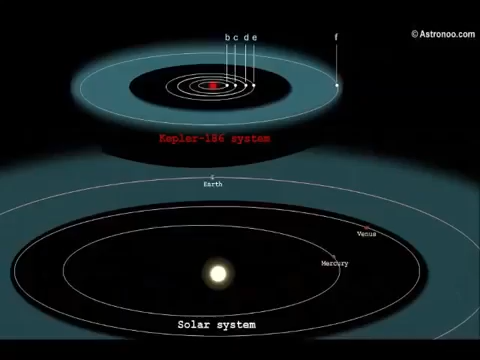 © Astronoo.com
b c d e f
Kepler-186 system
Earth
Venus
Mercury
Solar system